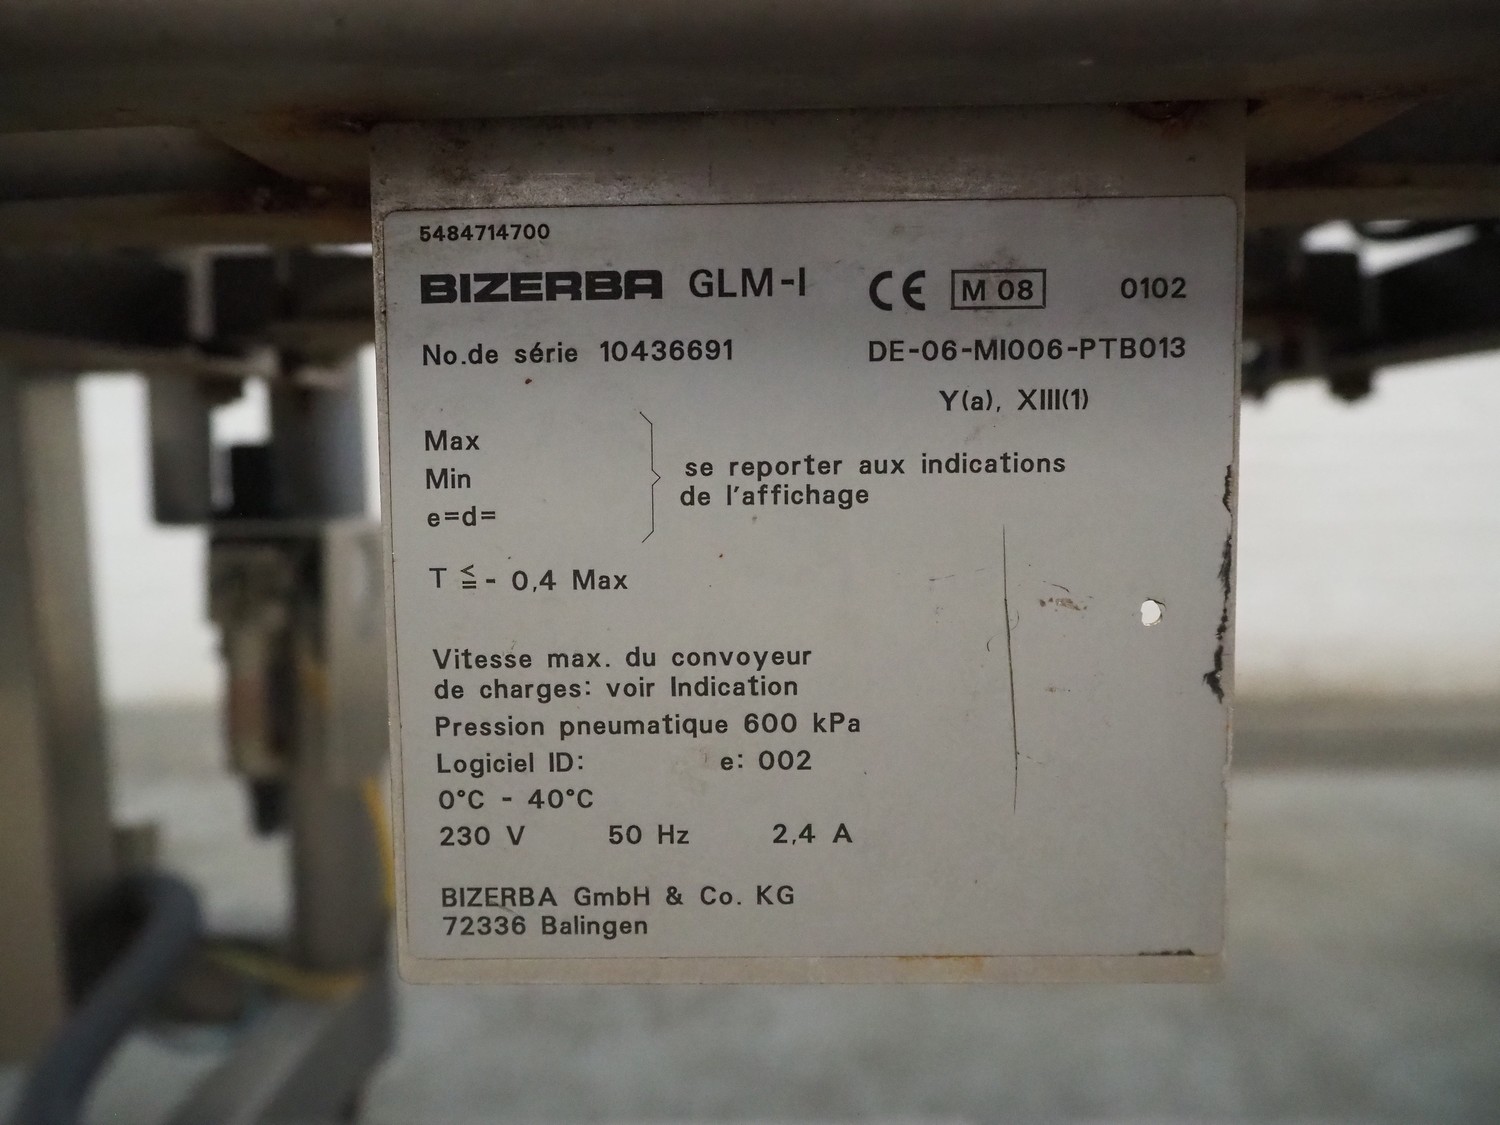 5484714700
BIZERBA GLM-I CE M 08 0102
No.de série 10436691 DE-06-MI006-PTB013
Y(a), XIII(1)
Max
Min
e=d=
se reporter aux indications
de l'affichage
T ≦ - 0,4 Max
Vitesse max. du convoyeur
de charges: voir Indication
Pression pneumatique 600 kPa
Logiciel ID: e: 002
0°C - 40°C
230 V 50 Hz 2,4 A
BIZERBA GmbH & Co. KG
72336 Balingen